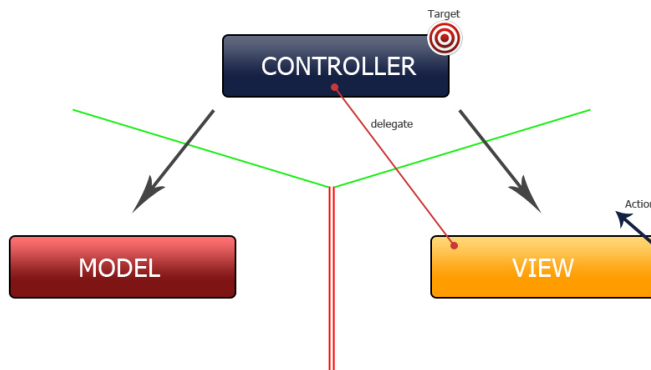 Target
CONTROLLER
delegate
Action
MODEL
VIEW